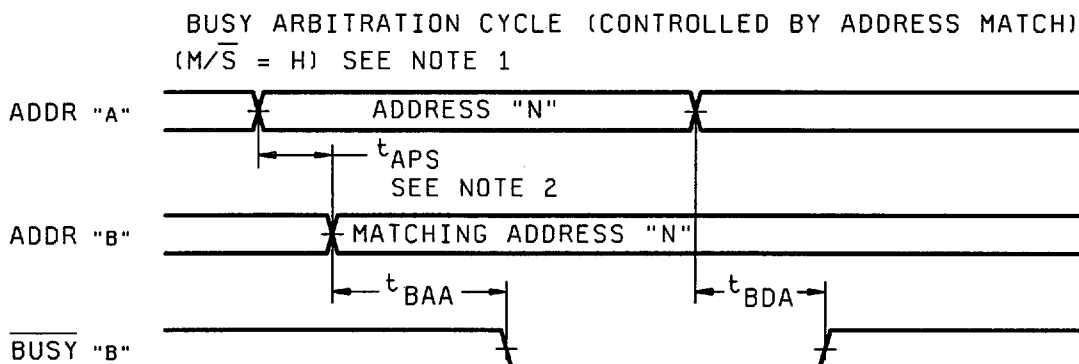 BUSY ARBITRATION CYCLE (CONTROLLED BY ADDRESS MATCH)
(M/S̅ = H) SEE NOTE 1
ADDR "A"
ADDRESS "N"
tAPS
SEE NOTE 2
ADDR "B"
MATCHING ADDRESS "N"
tBAA
tBDA
B̅U̅S̅Y̅ "B"